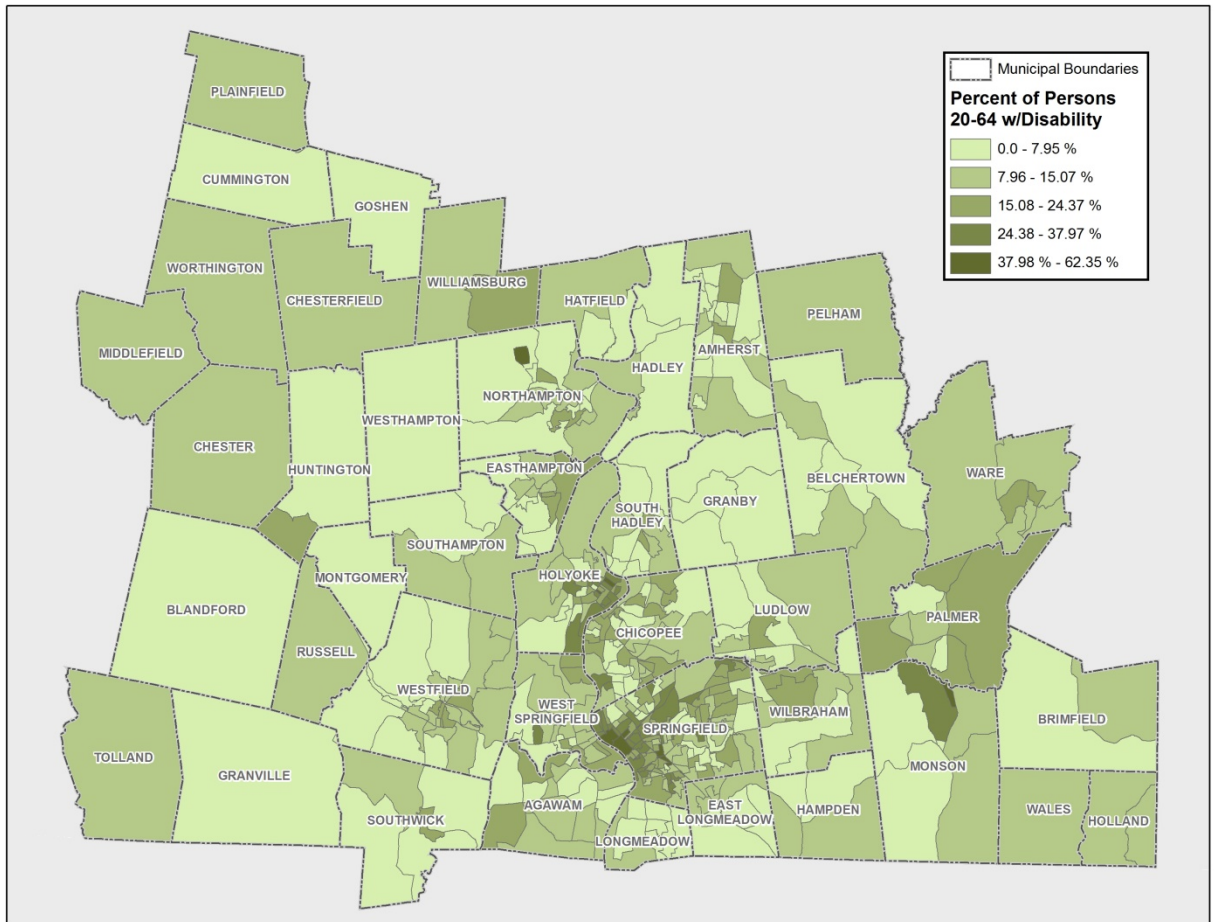 Municipal Boundaries
Percent of Persons
20-64 w/Disability
0.0 - 7.95 %
7.96 - 15.07 %
15.08 - 24.37 %
24.38 - 37.97 %
37.98 % - 62.35 %
PLAINFIELD
CUMMINGTON
GOSHEN
WORTHINGTON
CHESTERFIELD
WILLIAMSBURG
HATFIELD
PELHAM
MIDDLEFIELD
AMHERST
HADLEY
NORTHAMPTON
WESTHAMPTON
CHESTER
HUNTINGTON
EASTHAMPTON
WARE
BELCHERTOWN
GRANBY
SOUTH
HADLEY
SOUTHAMPTON
MONTGOMERY
HOLYOKE
BLANDFORD
LUDLOW
PALMER
CHICOPEE
RUSSELL
WESTFIELD
WEST
SPRINGFIELD
SPRINGFIELD
WILBRAHAM
BRIMFIELD
TOLLAND
GRANVILLE
MONSON
AGAWAM
EAST
LONGMEADOW
HAMPDEN
WALES
HOLLAND
SOUTHWICK
LONGMEADOW